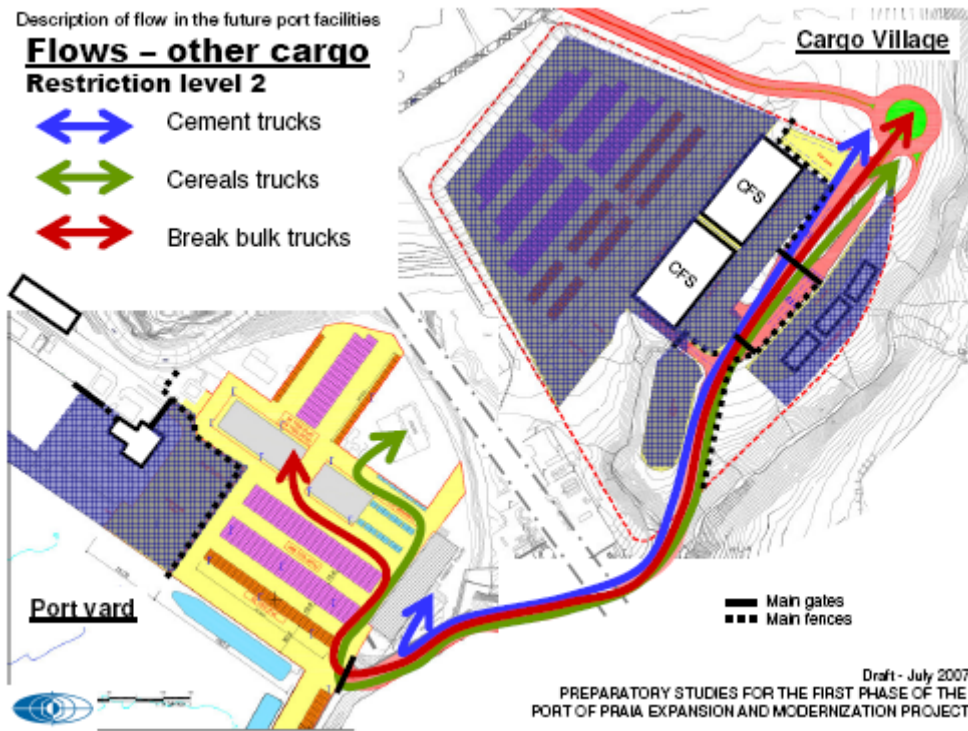 Description of flow in the future port facilities
Flows – other cargo
Restriction level 2
Cement trucks
Cereals trucks
Break bulk trucks
Cargo Village
CFS
CFS
Port yard
Main gates
Main fences
Draft - July 2007
PREPARATORY STUDIES FOR THE FIRST PHASE OF THE
PORT OF PRAIA EXPANSION AND MODERNIZATION PROJECT